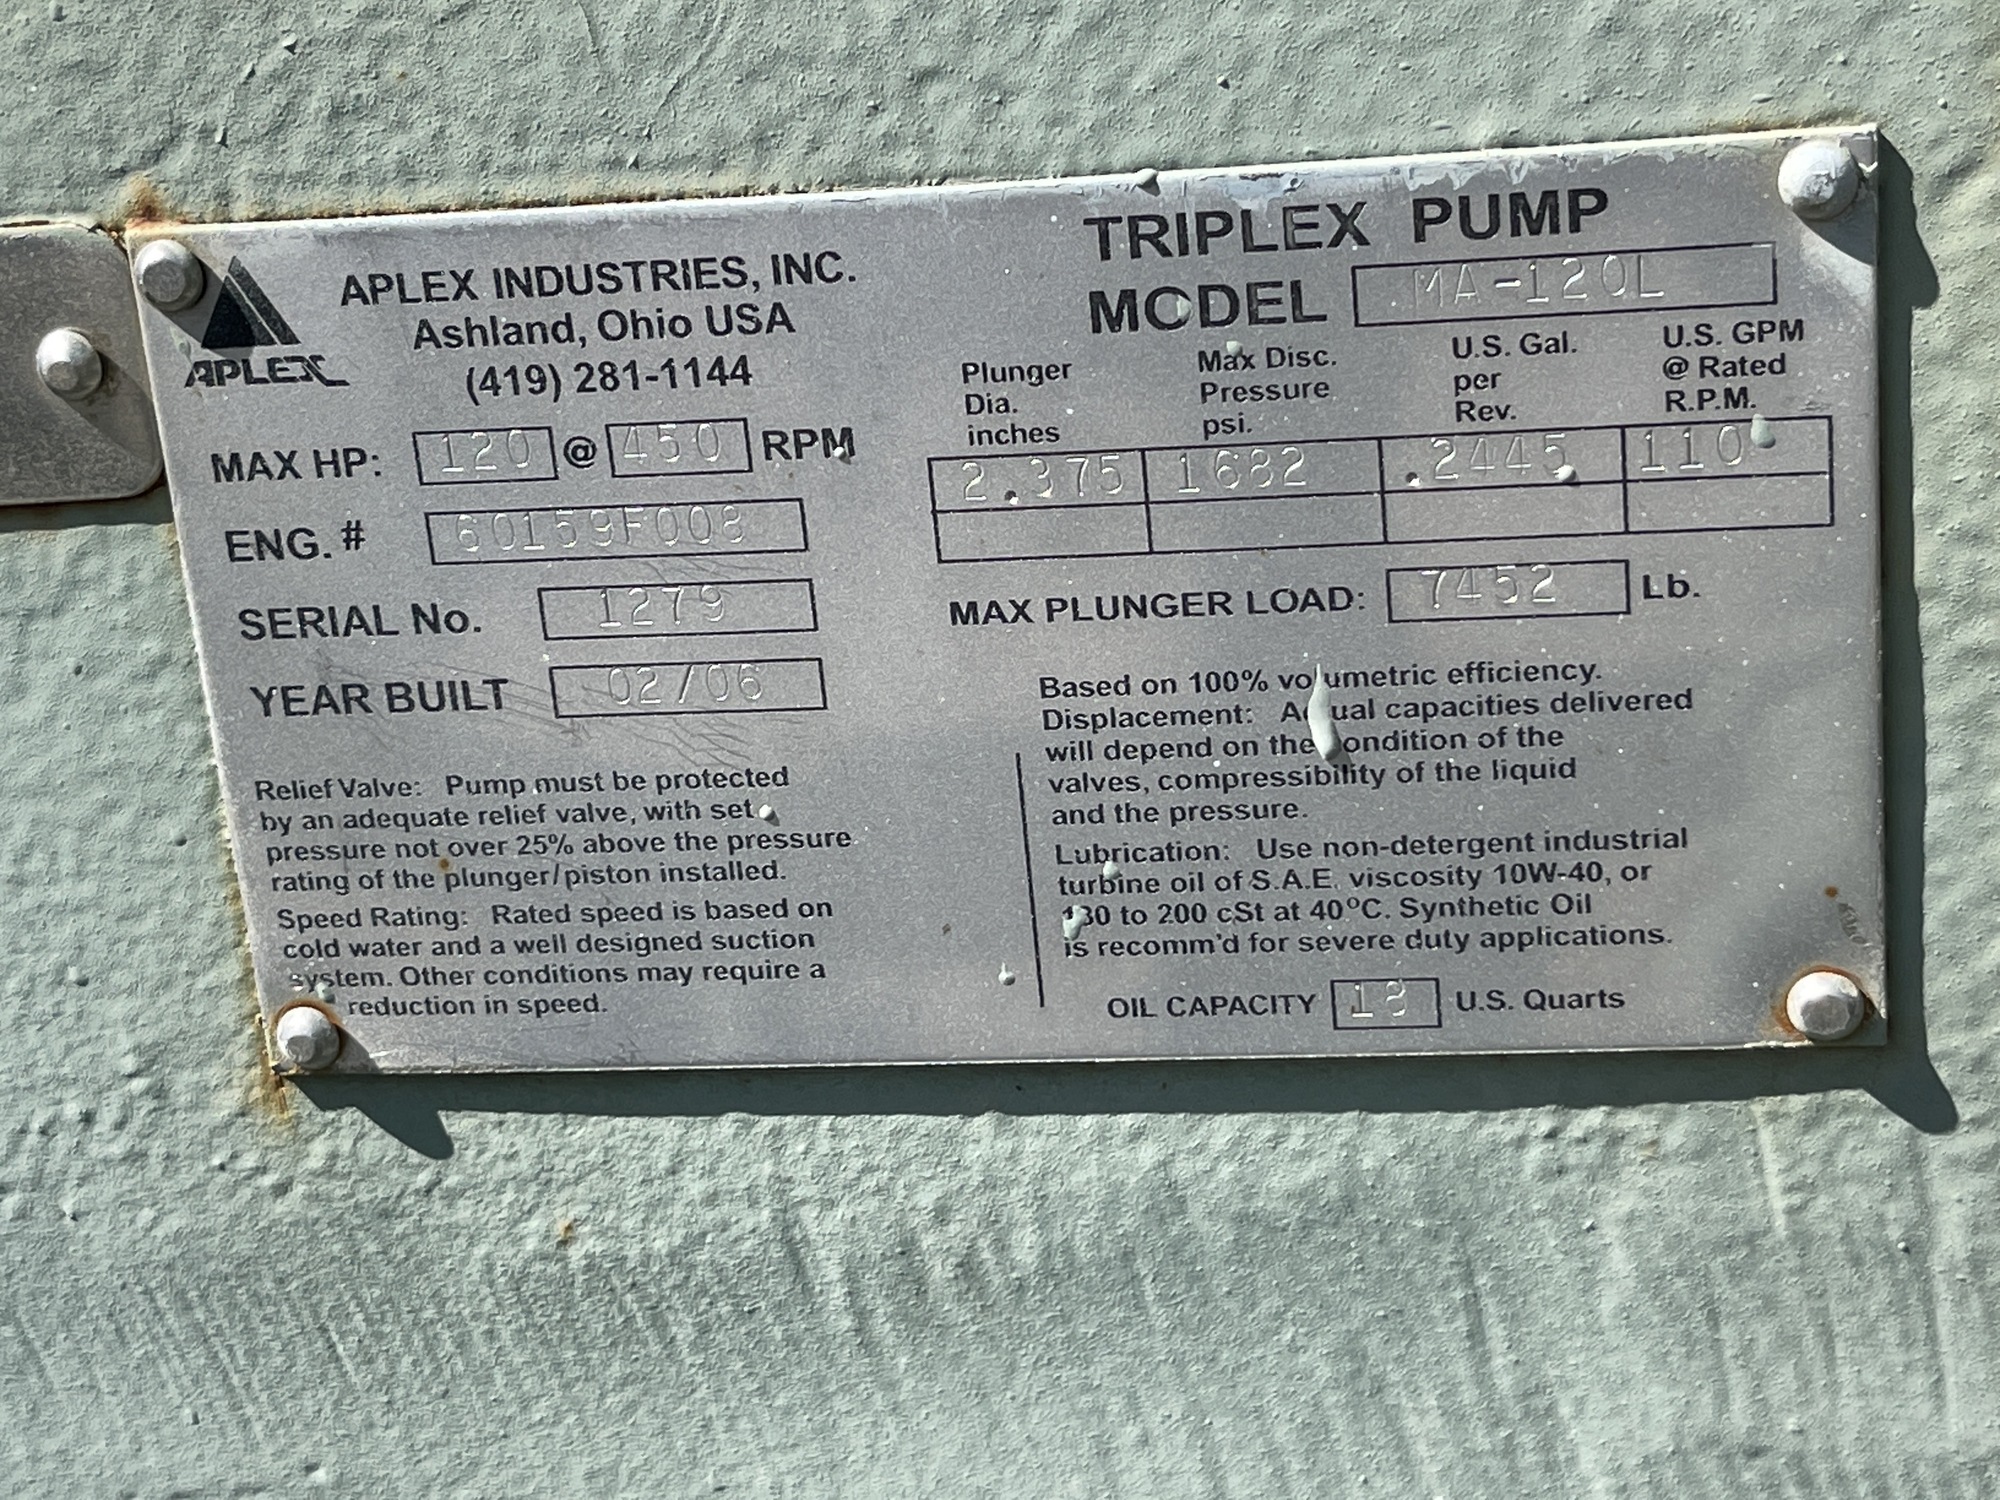 APLEX
APLEX INDUSTRIES, INC.
Ashland, Ohio USA
(419) 281-1144
MAX HP: 120 @ 450 RPM
ENG. # 60159F008
SERIAL No. 1279
YEAR BUILT 02/06
Relief Valve: Pump must be protected
by an adequate relief valve, with set
pressure not over 25% above the pressure
rating of the plunger/piston installed.
Speed Rating: Rated speed is based on
cold water and a well designed suction
system. Other conditions may require a
reduction in speed.
TRIPLEX PUMP
MODEL MA-120L
Plunger Dia. inches
Max Disc. Pressure psi.
U.S. Gal. per Rev.
U.S. GPM @ Rated R.P.M.
2.375 1682 .2445 110
MAX PLUNGER LOAD: 7452 Lb.
Based on 100% volumetric efficiency.
Displacement: Actual capacities delivered
will depend on the condition of the
valves, compressibility of the liquid
and the pressure.
Lubrication: Use non-detergent industrial
turbine oil of S.A.E. viscosity 10W-40, or
to 200 cSt at 40°C. Synthetic Oil
is recomm'd for severe duty applications.
OIL CAPACITY 18 U.S. Quarts